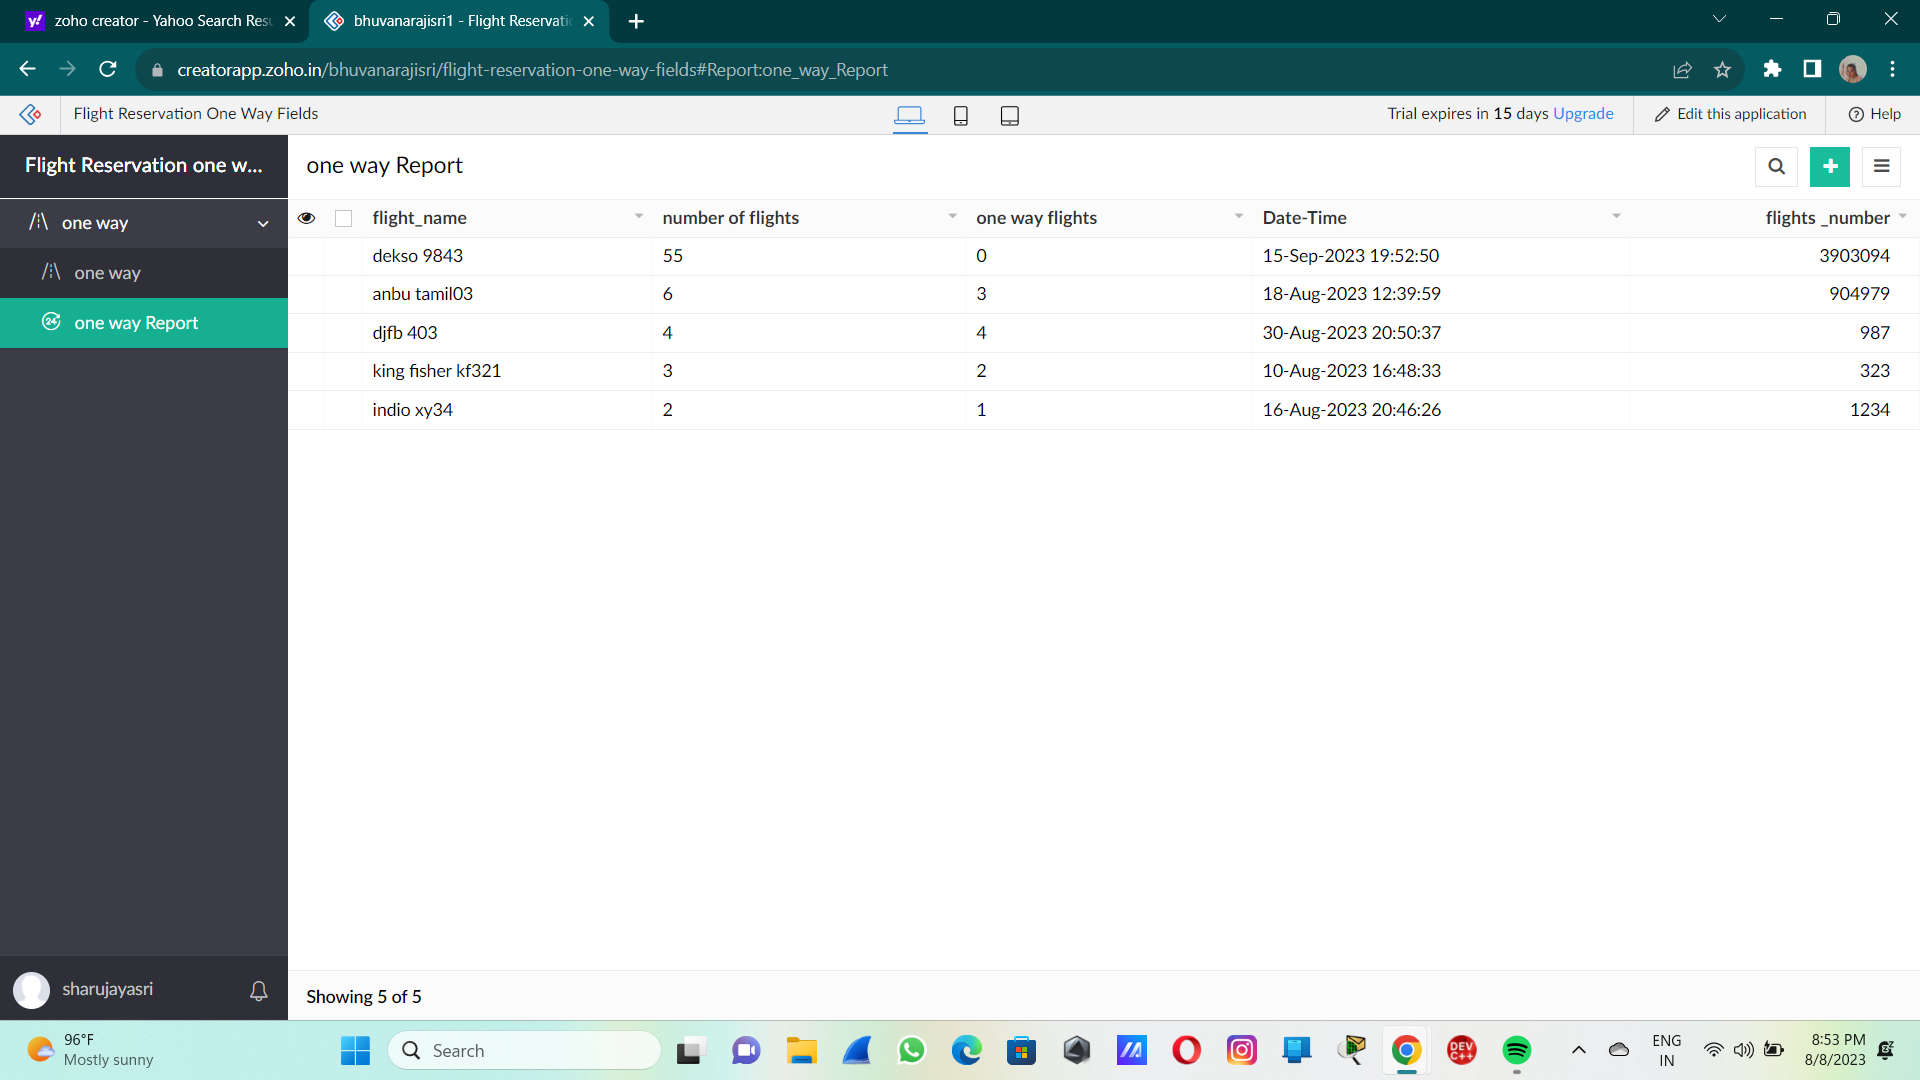 zoho creator - Yahoo Search Res
bhuvanarajisri1 - Flight Reservati
creatorapp.zoho.in/bhuvanarajisri/flight-reservation-one-way-fields#Report:one_way_Report
Flight Reservation One Way Fields
Trial expires in 15 days Upgrade
Edit this application
Help
Flight Reservation one w...
one way Report
one way
one way
24
one way Report
flight_name number of flights one way flights Date-Time flights _number
dekso 9843 55 0 15-Sep-2023 19:52:50 3903094
anbu tamil03 6 3 18-Aug-2023 12:39:59 904979
djfb 403 4 4 30-Aug-2023 20:50:37 987
king fisher kf321 3 2 10-Aug-2023 16:48:33 323
indio xy34 2 1 16-Aug-2023 20:46:26 1234
sharujayasri
Showing 5 of 5
96°F
Mostly sunny
Search
DEV
C++
ENG
IN
8:53 PM
8/8/2023